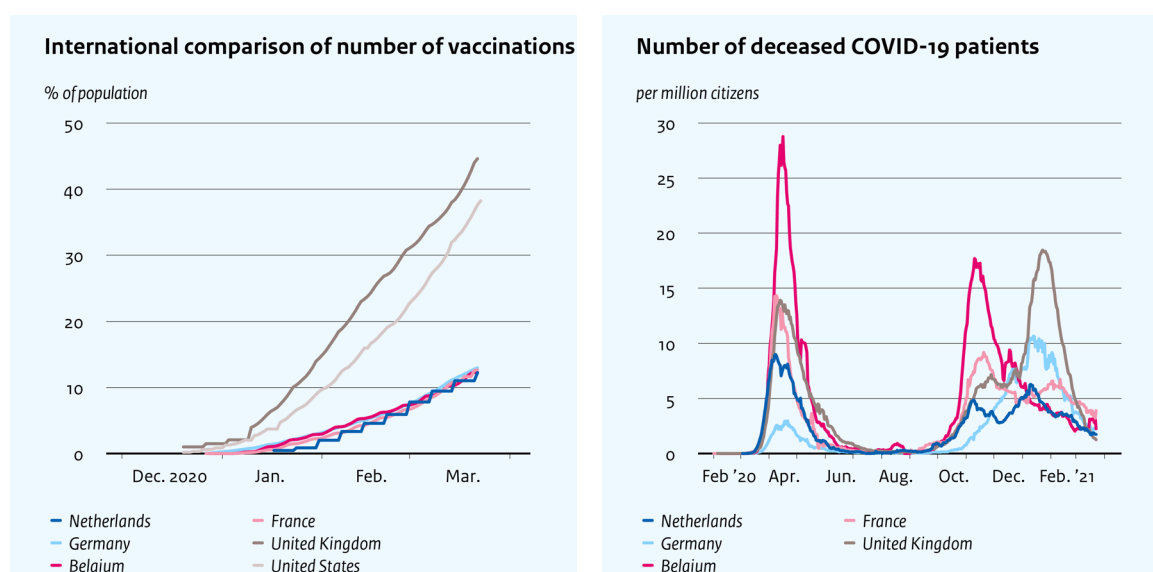 International comparison of number of vaccinations
% of population
50
40
30
20
10
0
Dec. 2020 Jan. Feb. Mar.
Netherlands France
Germany United Kingdom
Belgium United States
Number of deceased COVID-19 patients
per million citizens
30
25
20
15
10
5
0
Feb '20 Apr. Jun. Aug. Oct. Dec. Feb. '21
Netherlands France
Germany United Kingdom
Belgium